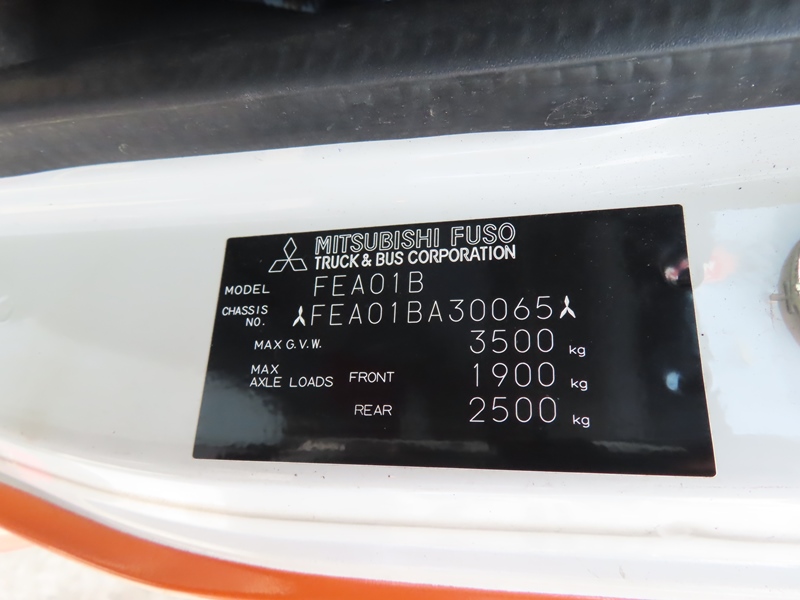 MITSUBISHI FUSO
TRUCK & BUS CORPORATION
MODEL FEA01B
CHASSIS NO. FEA01BA30065
MAX G.V.W. 3500 kg
MAX AXLE LOADS FRONT 1900 kg
REAR 2500 kg